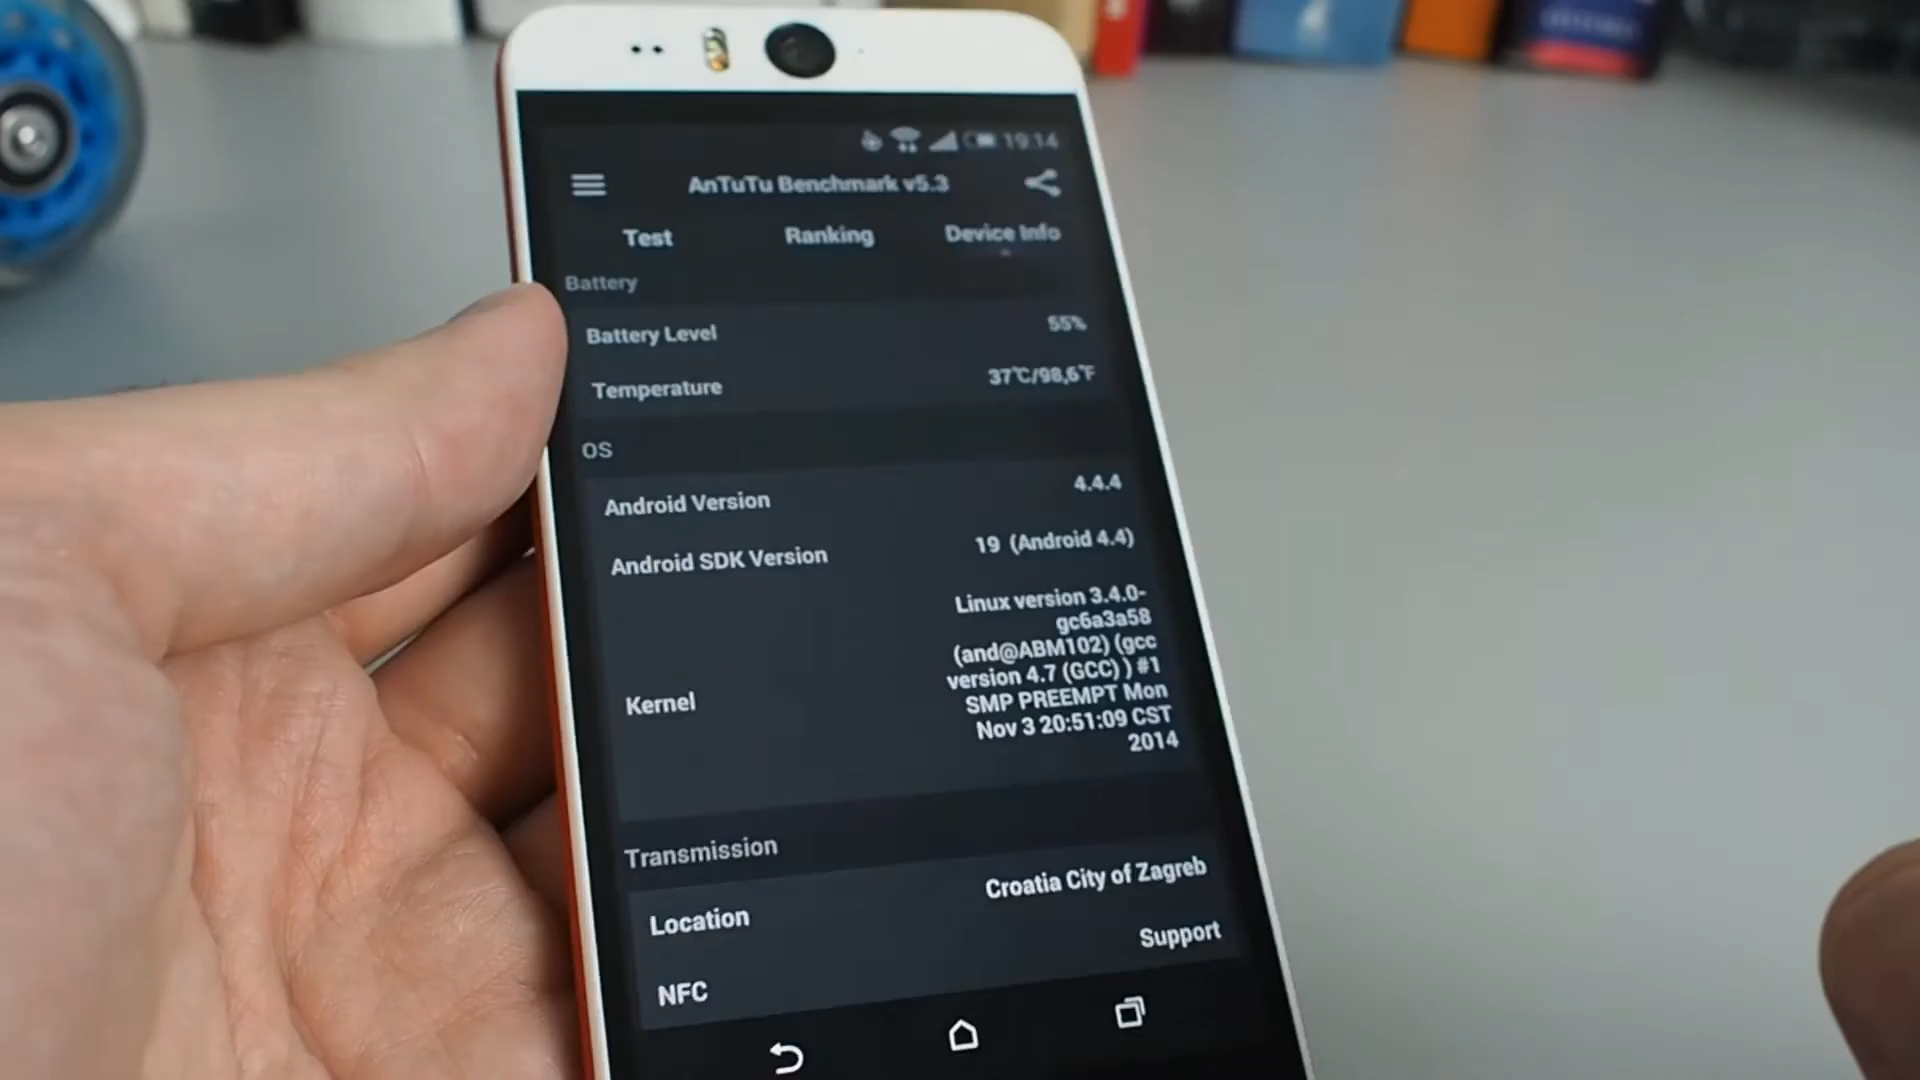 19:14
AnTuTu Benchmark v5.3
Test Ranking Device Info
Battery
Battery Level 55%
Temperature 37°C/98,6°F
OS
Android Version 4.4.4
Android SDK Version 19 (Android 4.4)
Kernel Linux version 3.4.0-
gc6a3a58
(and@ABM102) (gcc
version 4.7 (GCC) ) #1
SMP PREEMPT Mon
Nov 3 20:51:09 CST
2014
Transmission
Location Croatia City of Zagreb
NFC Support